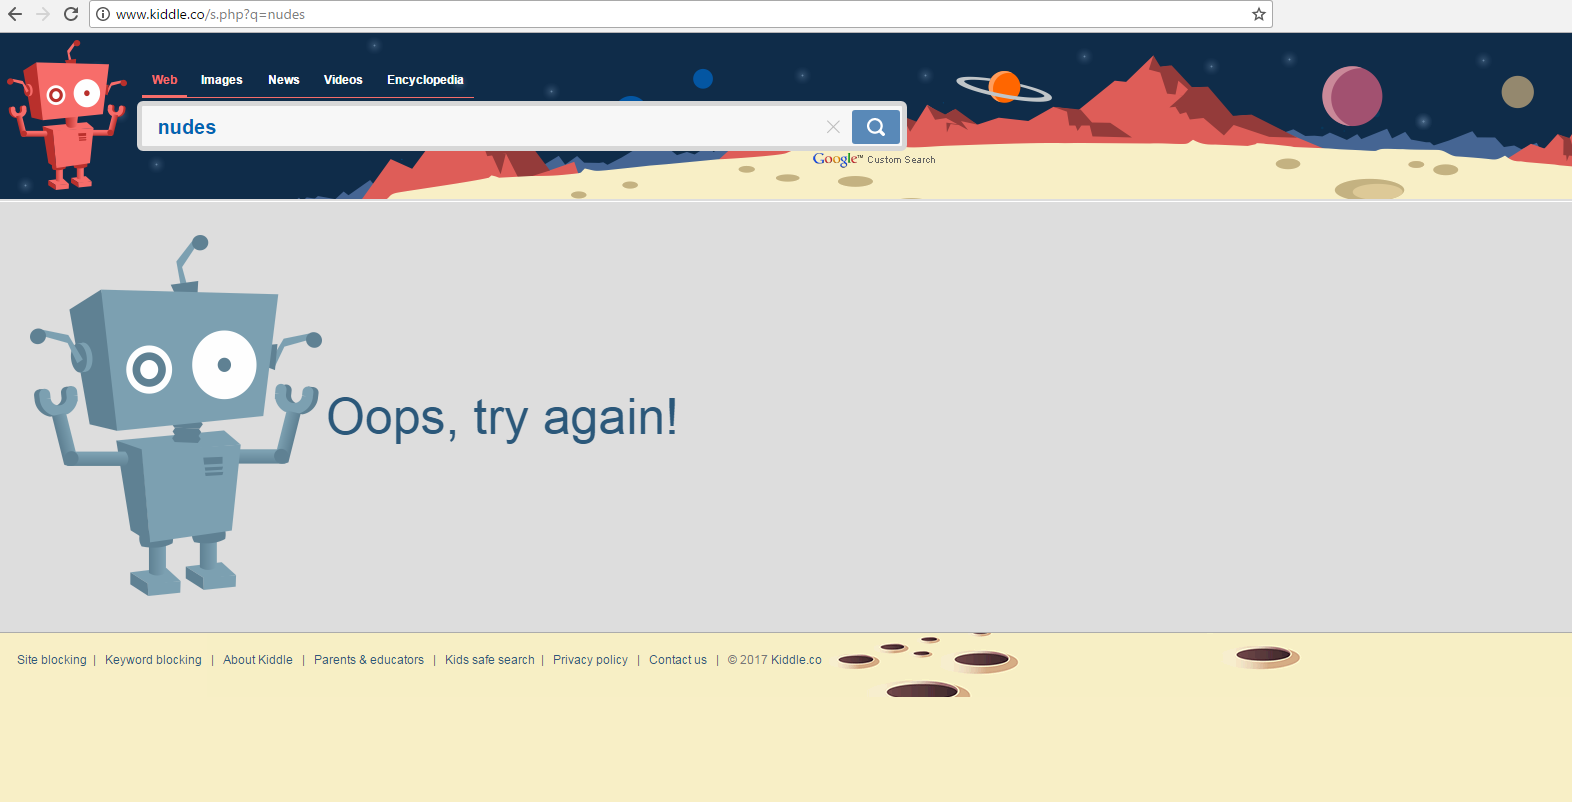 www.kiddle.co/s.php?q=nudes
Web Images News Videos Encyclopedia
nudes
Google™ Custom Search
Oops, try again!
Site blocking | Keyword blocking | About Kiddle | Parents & educators | Kids safe search | Privacy policy | Contact us | © 2017 Kiddle.co